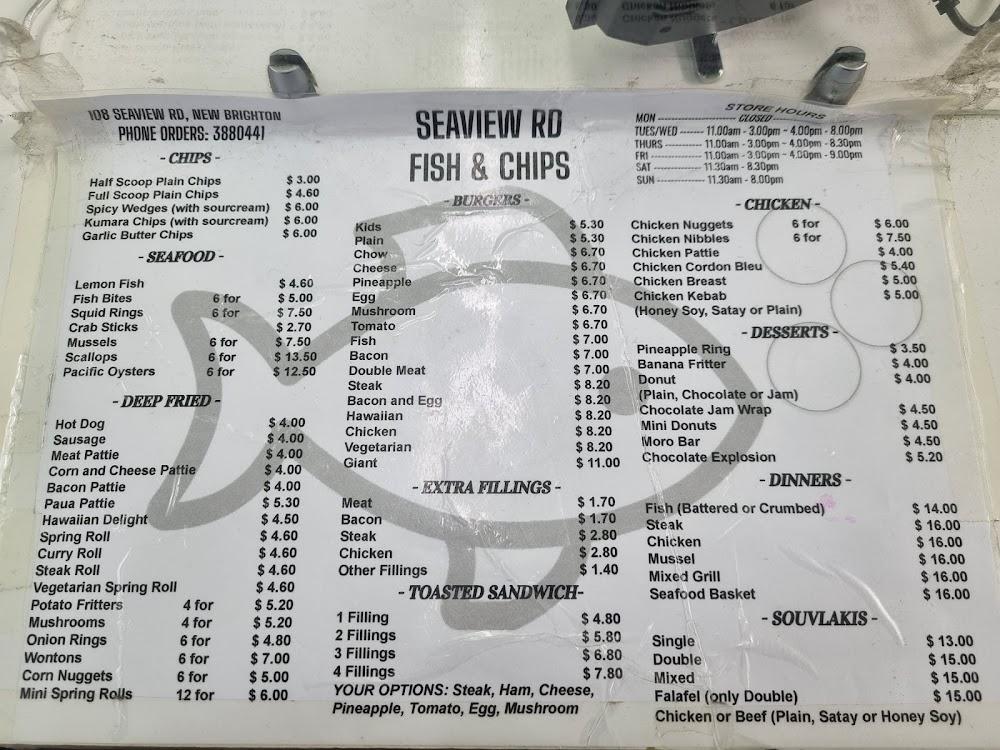 108 SEAVIEW RD, NEW BRIGHTON
PHONE ORDERS: 3880441
- CHIPS -
Half Scoop Plain Chips $ 3.00
Full Scoop Plain Chips $ 4.60
Spicy Wedges (with sourcream) $ 6.00
Kumara Chips (with sourcream) $ 6.00
Garlic Butter Chips $ 6.00
- SEAFOOD -
Lemon Fish $ 4.60
Fish Bites 6 for $ 5.00
Squid Rings 6 for $ 7.50
Crab Sticks $ 2.70
Mussels 6 for $ 7.50
Scallops 6 for $ 13.50
Pacific Oysters 6 for $ 12.50
- DEEP FRIED -
Hot Dog $ 4.00
Sausage $ 4.00
Meat Pattie $ 4.00
Corn and Cheese Pattie $ 4.00
Bacon Pattie $ 4.00
Paua Pattie $ 5.30
Hawaiian Delight $ 4.50
Spring Roll $ 4.60
Curry Roll $ 4.60
Steak Roll $ 4.60
Vegetarian Spring Roll $ 4.60
Potato Fritters 4 for $ 5.20
Mushrooms 4 for $ 5.20
Onion Rings 6 for $ 4.80
Wontons 6 for $ 7.00
Corn Nuggets 6 for $ 5.00
Mini Spring Rolls 12 for $ 6.00
SEAVIEW RD
FISH & CHIPS
- BURGERS -
Kids $ 5.30
Plain $ 5.30
Chow $ 6.70
Cheese $ 6.70
Pineapple $ 6.70
Egg $ 6.70
Mushroom $ 6.70
Tomato $ 6.70
Fish $ 7.00
Bacon $ 7.00
Double Meat $ 7.00
Steak $ 8.20
Bacon and Egg $ 8.20
Hawaiian $ 8.20
Chicken $ 8.20
Vegetarian $ 8.20
Giant $ 11.00
- EXTRA FILLINGS -
Meat $ 1.70
Bacon $ 1.70
Steak $ 2.80
Chicken $ 2.80
Other Fillings $ 1.40
- TOASTED SANDWICH-
1 Filling $ 4.80
2 Fillings $ 5.80
3 Fillings $ 6.80
4 Fillings $ 7.80
YOUR OPTIONS: Steak, Ham, Cheese,
Pineapple, Tomato, Egg, Mushroom
STORE HOURS
MON -------- CLOSED --------
TUES/WED ------- 11.00am - 3.00pm ~ 4.00pm - 8.00pm
THURS --------- 11.00am - 3.00pm ~ 4.00pm - 8.30pm
FRI --------- 11.00am - 3.00pm ~ 4.00pm - 9.00pm
SAT --------- 11.30am - 8.30pm
SUN --------- 11.30am - 8.00pm
- CHICKEN -
Chicken Nuggets 6 for $ 6.00
Chicken Nibbles 6 for $ 7.50
Chicken Pattie $ 4.00
Chicken Cordon Bleu $ 5.40
Chicken Breast $ 5.00
Chicken Kebab $ 5.00
(Honey Soy, Satay or Plain)
- DESSERTS -
Pineapple Ring $ 3.50
Banana Fritter $ 4.00
Donut $ 4.00
(Plain, Chocolate or Jam)
Chocolate Jam Wrap $ 4.50
Mini Donuts $ 4.50
Moro Bar $ 4.50
Chocolate Explosion $ 5.20
- DINNERS -
Fish (Battered or Crumbed) $ 14.00
Steak $ 16.00
Chicken $ 16.00
Mussel $ 16.00
Mixed Grill $ 16.00
Seafood Basket $ 16.00
- SOUVLAKIS -
Single $ 13.00
Double $ 15.00
Mixed $ 15.00
Falafel (only Double) $ 15.00
Chicken or Beef (Plain, Satay or Honey Soy)